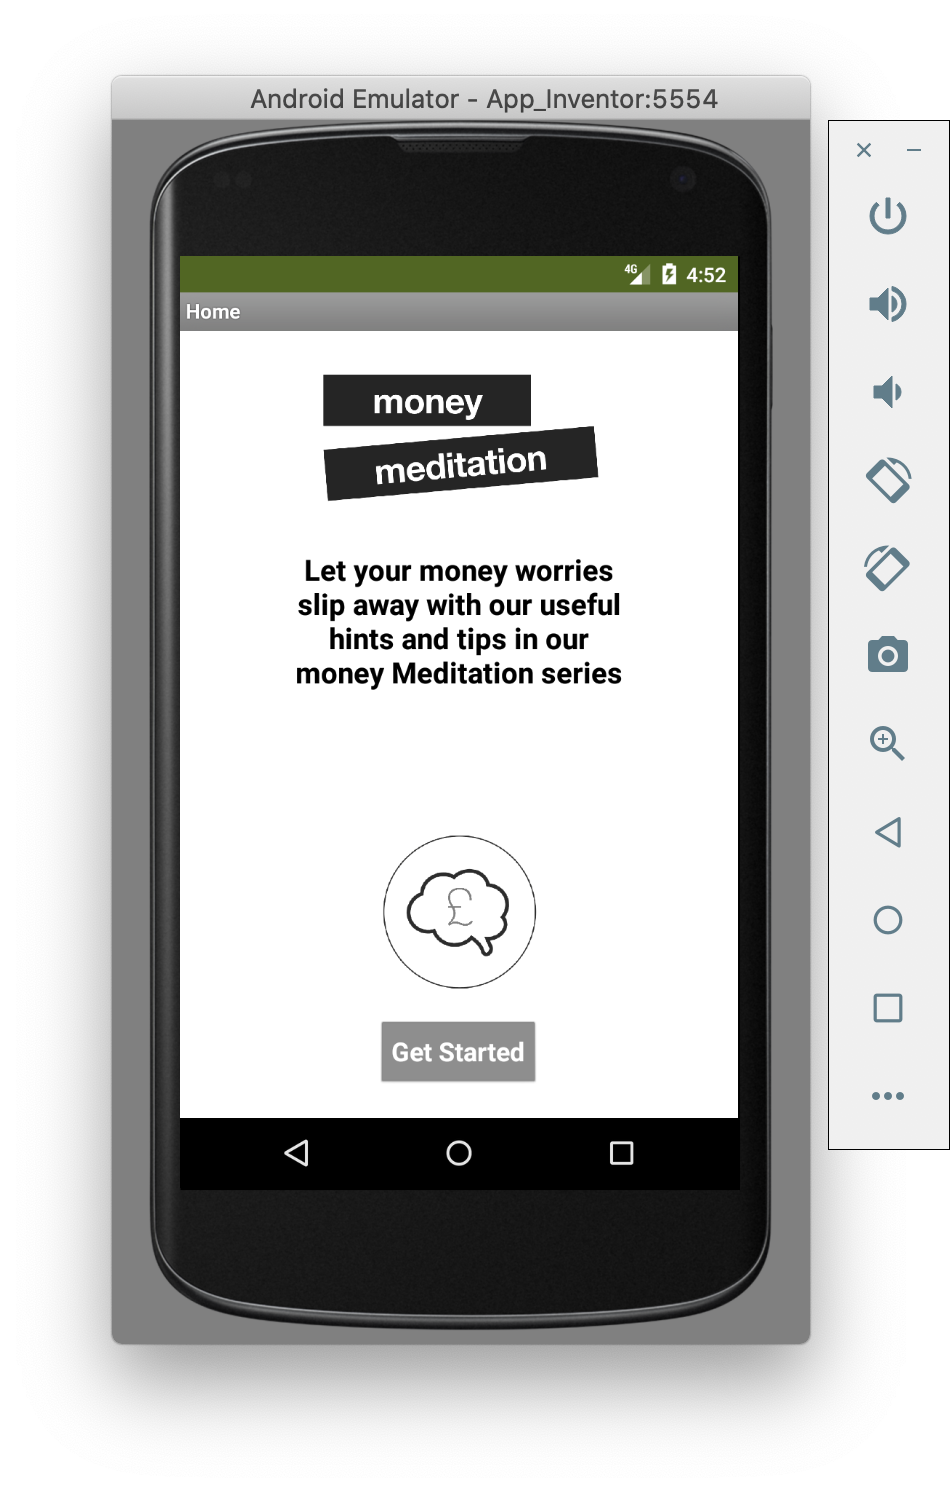 Android Emulator - App_Inventor:5554
4G 4:52
Home
money
meditation
Let your money worries
slip away with our useful
hints and tips in our
money Meditation series
£
Get Started